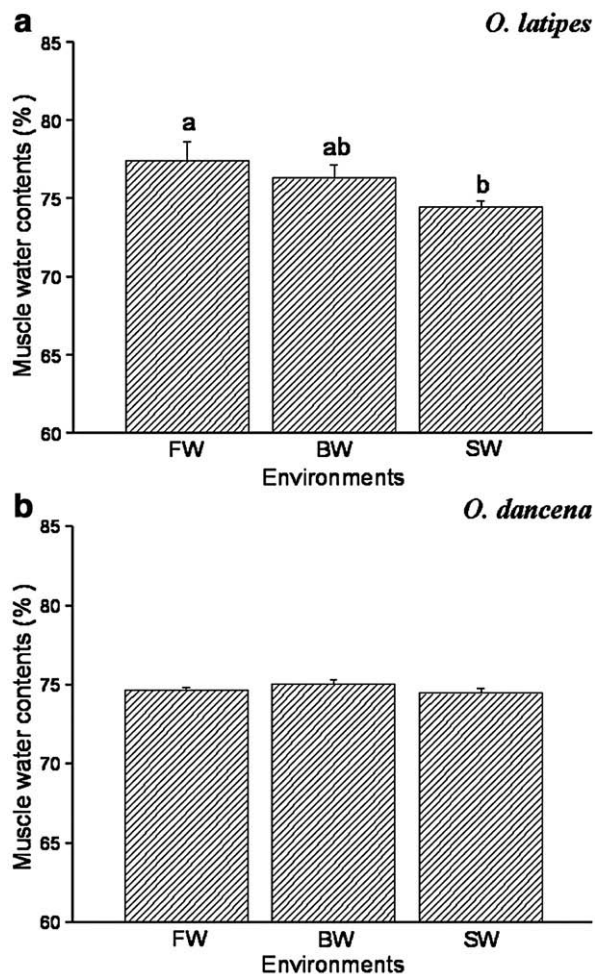 a
O. latipes
85
80
75
70
65
60
Muscle water contents (%)
a
ab
b
FW BW SW
Environments
b
O. dancena
85
80
75
70
65
60
Muscle water contents (%)
FW BW SW
Environments